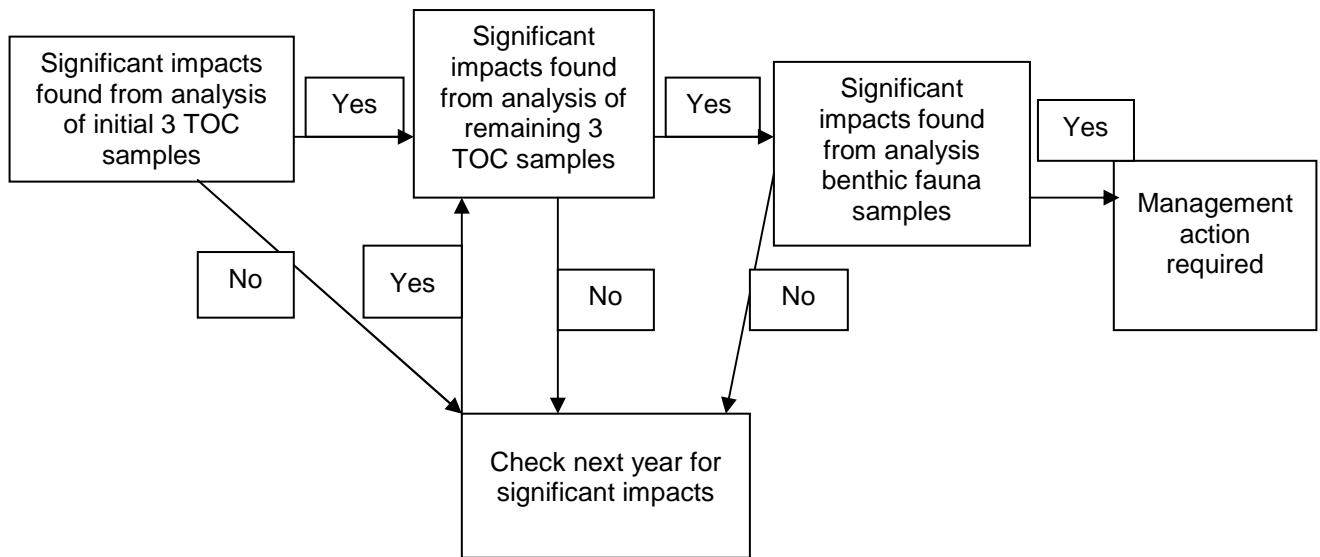 Significant impacts
found from analysis
of initial 3 TOC
samples
Yes
Significant
impacts found
from analysis of
remaining 3
TOC samples
Yes
Significant
impacts found
from analysis
benthic fauna
samples
Yes
Management
action
required
No
Yes
No
No
Check next year for
significant impacts